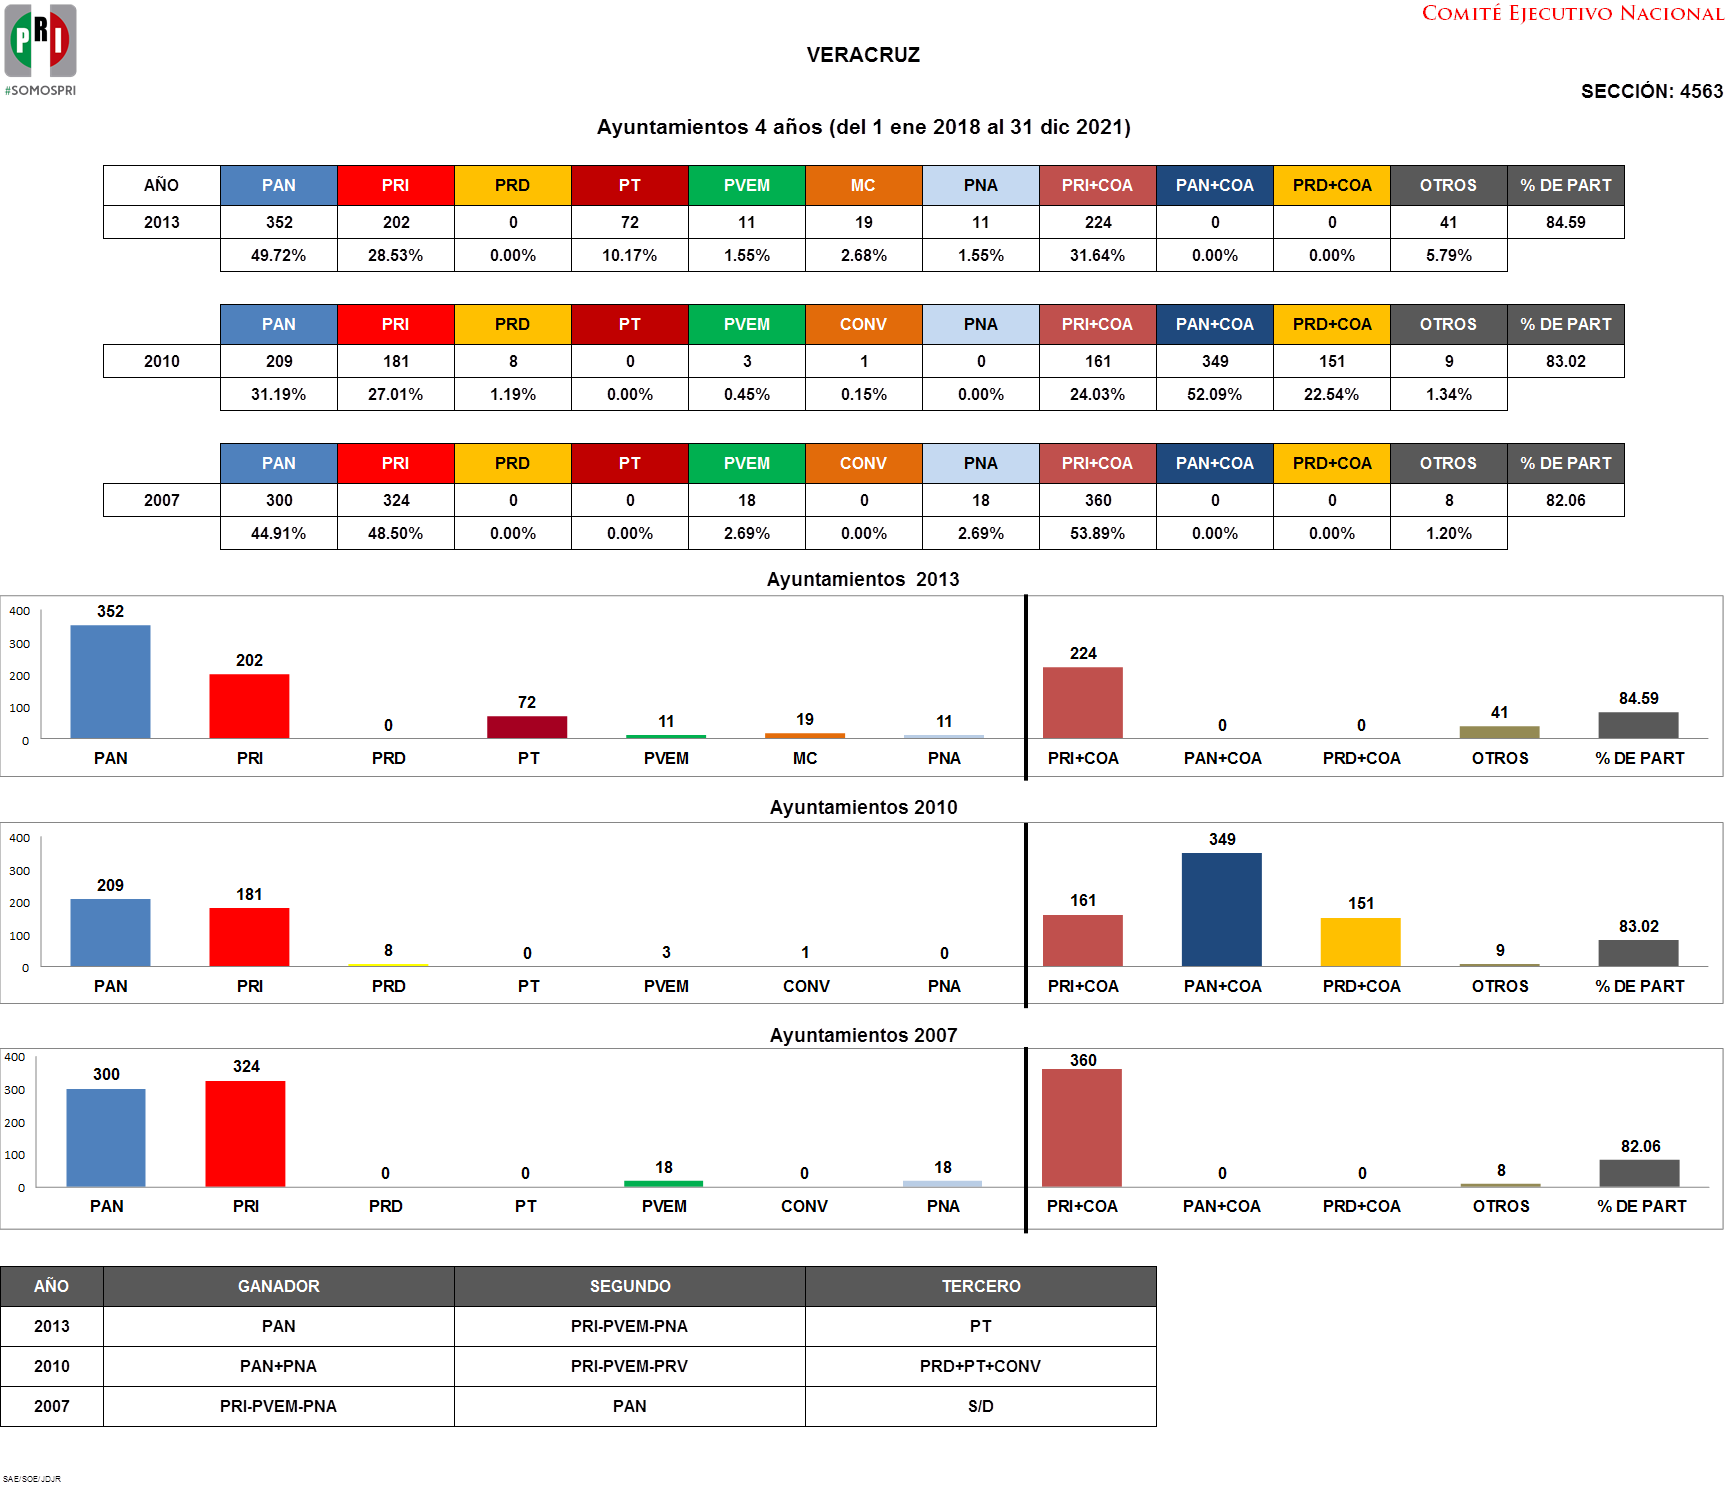 COMITÉ EJECUTIVO NACIONAL
PRI
#SOMOSPRI
VERACRUZ
SECCIÓN: 4563
Ayuntamientos 4 años (del 1 ene 2018 al 31 dic 2021)
AÑO PAN PRI PRD PT PVEM MC PNA PRI+COA PAN+COA PRD+COA OTROS % DE PART
2013 352 202 0 72 11 19 11 224 0 0 41 84.59
49.72% 28.53% 0.00% 10.17% 1.55% 2.68% 1.55% 31.64% 0.00% 0.00% 5.79%
PAN PRI PRD PT PVEM CONV PNA PRI+COA PAN+COA PRD+COA OTROS % DE PART
2010 209 181 8 0 3 1 0 161 349 151 9 83.02
31.19% 27.01% 1.19% 0.00% 0.45% 0.15% 0.00% 24.03% 52.09% 22.54% 1.34%
PAN PRI PRD PT PVEM CONV PNA PRI+COA PAN+COA PRD+COA OTROS % DE PART
2007 300 324 0 0 18 0 18 360 0 0 8 82.06
44.91% 48.50% 0.00% 0.00% 2.69% 0.00% 2.69% 53.89% 0.00% 0.00% 1.20%
Ayuntamientos 2013
400
300
200
100
0
352 202 0 72 11 19 11 224 0 0 41 84.59
PAN PRI PRD PT PVEM MC PNA PRI+COA PAN+COA PRD+COA OTROS % DE PART
Ayuntamientos 2010
400
300
200
100
0
209 181 8 0 3 1 0 161 349 151 9 83.02
PAN PRI PRD PT PVEM CONV PNA PRI+COA PAN+COA PRD+COA OTROS % DE PART
Ayuntamientos 2007
400
300
200
100
0
300 324 0 0 18 0 18 360 0 0 8 82.06
PAN PRI PRD PT PVEM CONV PNA PRI+COA PAN+COA PRD+COA OTROS % DE PART
AÑO GANADOR SEGUNDO TERCERO
2013 PAN PRI-PVEM-PNA PT
2010 PAN+PNA PRI-PVEM-PRV PRD+PT+CONV
2007 PRI-PVEM-PNA PAN S/D
SAE/SOE/JDJR